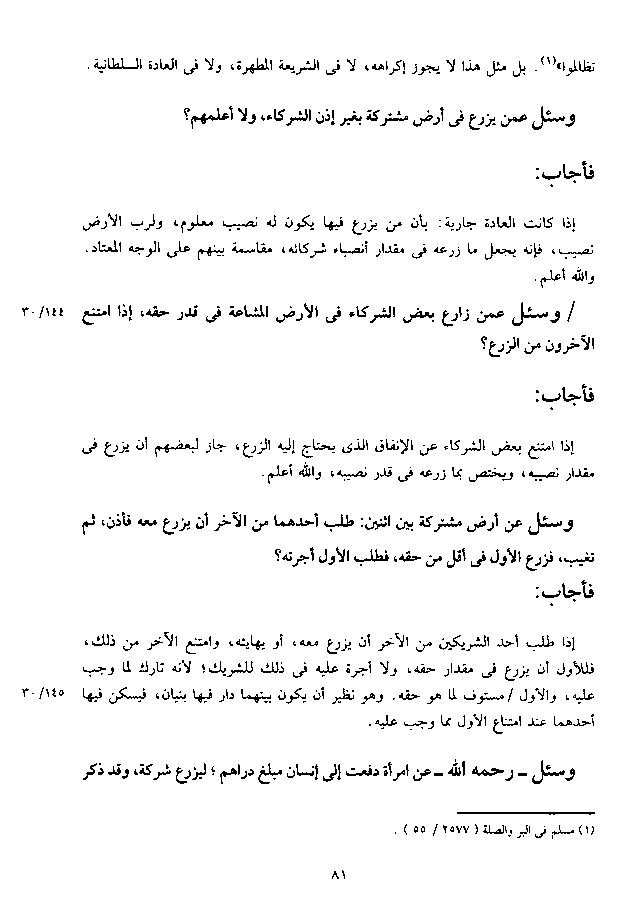 تظالموا»(١). بل مثل هذا لا يجوز إكراهه، لا فى الشريعة المطهرة، ولا فى العادة السلطانية.
وسئل عمن يزرع فى أرض مشتركة بغير إذن الشركاء، ولا أعلمهم؟
فأجاب:
إذا كانت العادة جارية: بأن من يزرع فيها يكون له نصيب معلوم، ولرب الأرض
نصيب، فإنه يجعل ما زرعه فى مقدار أنصباء شركائه، مقاسمة بينهم على الوجه المعتاد.
والله أعلم.
/ وسئل عمن زارع بعض الشركاء فى الأرض المشاعة فى قدر حقه، إذا امتنع ٣٠/١٤٤
الآخرون من الزرع؟
فأجاب:
إذا امتنع بعض الشركاء عن الإنفاق الذى يحتاج إليه الزرع، جاز لبعضهم أن يزرع فى
مقدار نصيبه، ويختص بما زرعه فى قدر نصيبه، والله أعلم.
وسئل عن أرض مشتركة بين اثنين: طلب أحدهما من الآخر أن يزرع معه فأذن، ثم
تغيب، فزرع الأول فى أقل من حقه، فطلب الأول أجرته؟
فأجاب:
إذا طلب أحد الشريكين من الآخر أن يزرع معه، أو يهايئه، وامتنع الآخر من ذلك،
فللأول أن يزرع فى مقدار حقه، ولا أجرة عليه فى ذلك للشريك؛ لأنه تارك لما وجب
عليه، والأول /مستوف لما هو حقه. وهو نظير أن يكون بينهما دار فيها بنيان، فيسكن فيها ٣٠/١٤٥
أحدهما عند امتناع الأول مما وجب عليه.
وسئل ـ رحمه الله ـ عن امرأة دفعت إلى إنسان مبلغ دراهم؛ ليزرع شركة، وقد ذكر
(١) مسلم فى البر والصلة ( ٢٥٧٧ / ٥٥ ) .
٨١